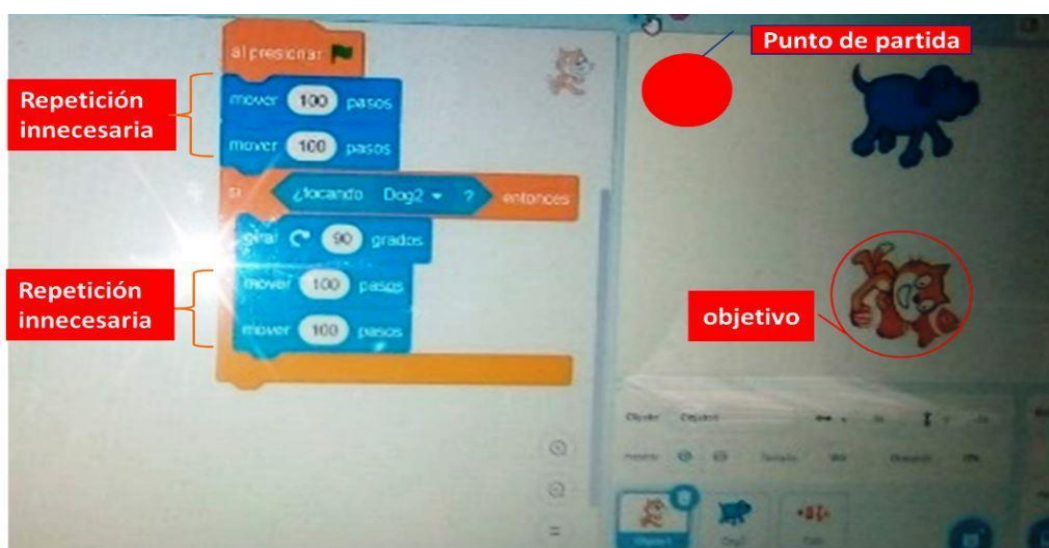 Punto de partida
al presionar
Repetición
innecesaria
mover 100 pasos
mover 100 pasos
si ¿tocando Dog2 ? entonces
girar 90 grados
Repetición
innecesaria
mover 100 pasos
mover 100 pasos
objetivo